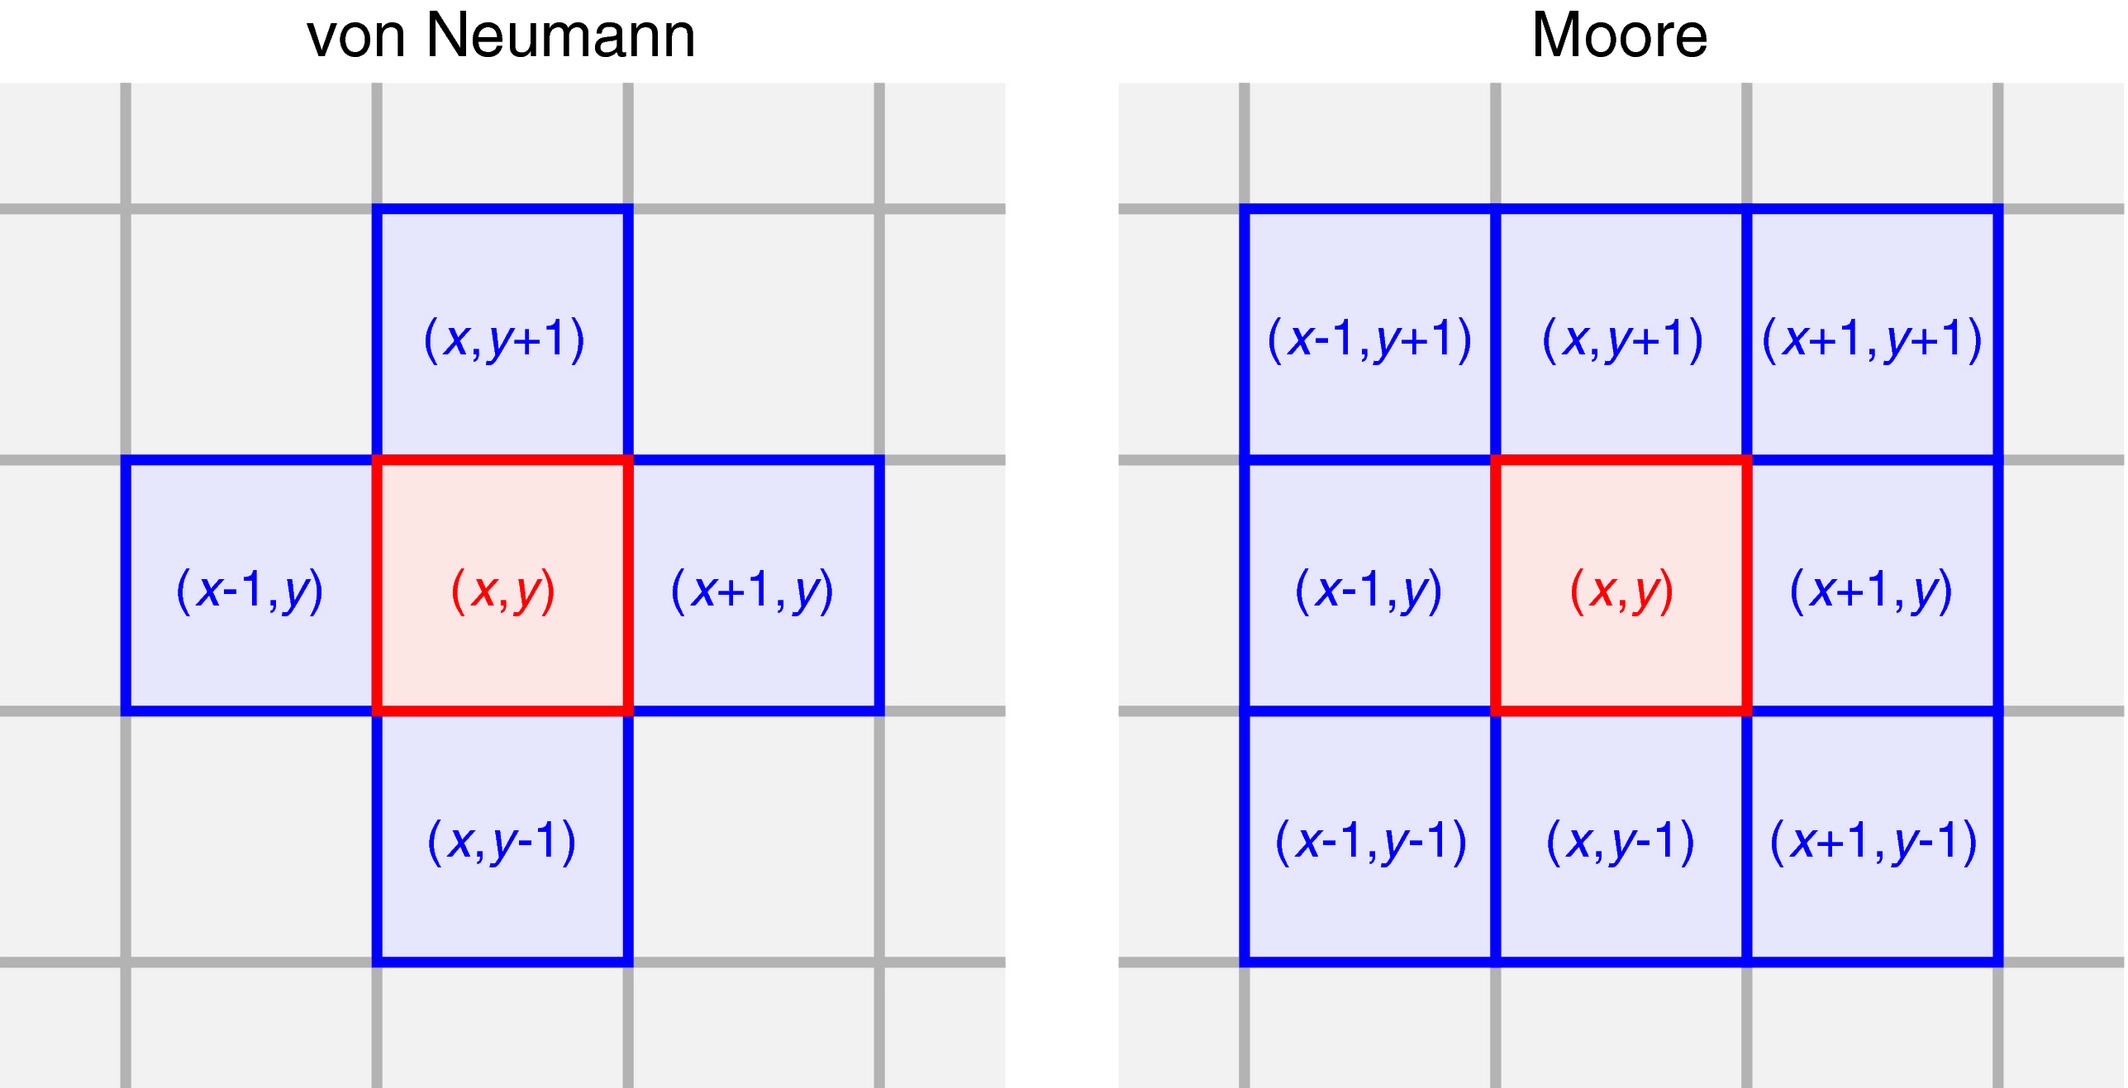 von Neumann
(x,y+1)
(x-1,y) (x,y) (x+1,y)
(x,y-1)
Moore
(x-1,y+1) (x,y+1) (x+1,y+1)
(x-1,y) (x,y) (x+1,y)
(x-1,y-1) (x,y-1) (x+1,y-1)